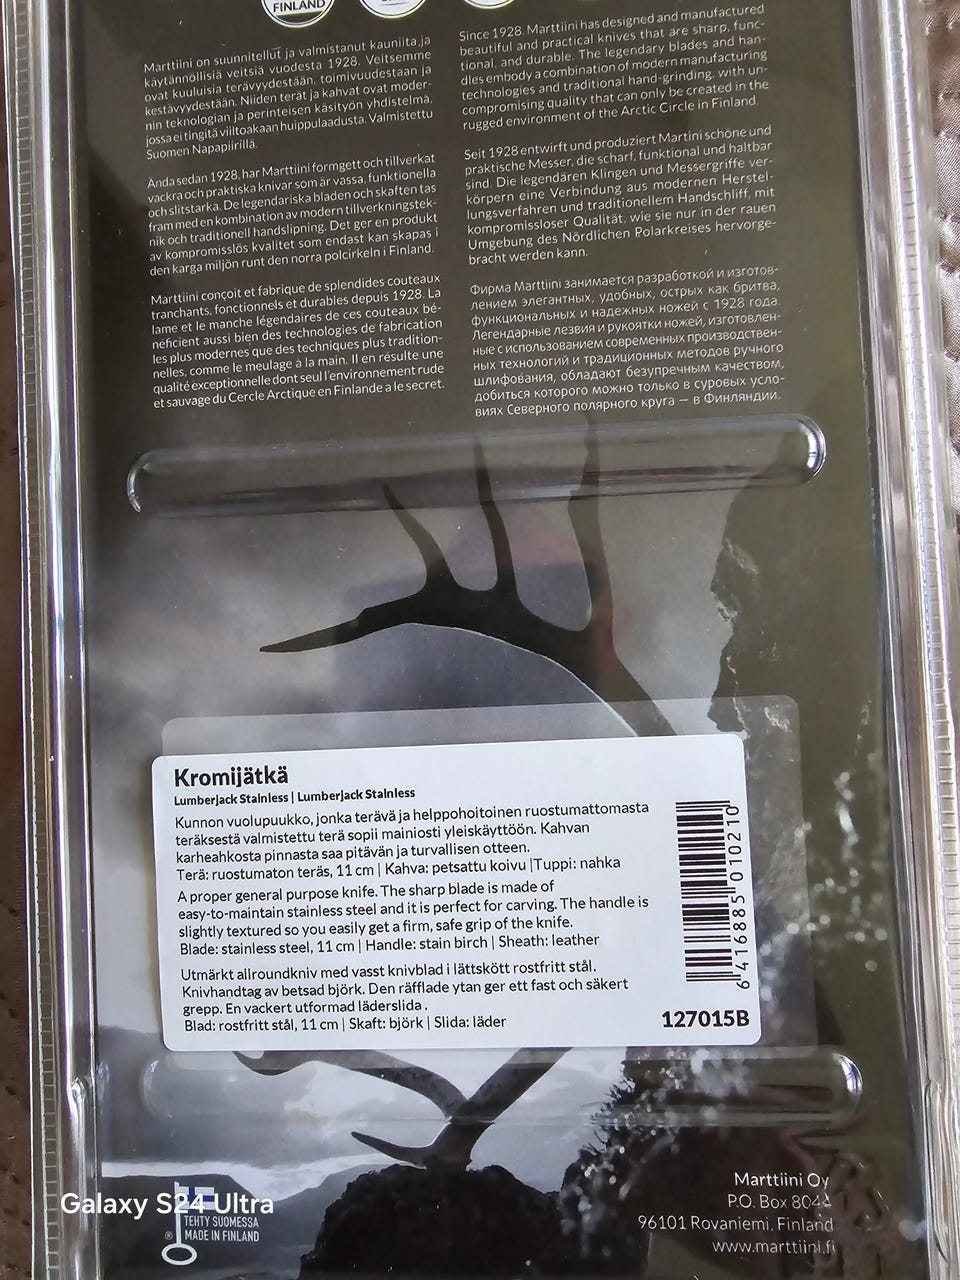 FINLAND
Marttiini on suunnitellut ja valmistanut kauniita ja
käytännöllisiä veitsiä vuodesta 1928. Veitsemme
ovat kuuluisia terävyydestään, toimivuudestaan ja
kestävyydestään. Niiden terät ja kahvat ovat moder-
nin teknologian ja perinteisen käsityön yhdistelmä,
jossa ei tingitä viiltoakaan huippulaadusta. Valmistettu
Suomen Napapiirillä.
Ända sedan 1928, har Marttiini formgett och tillverkat
vackra och praktiska knivar som är vassa, funktionella
och slitstarka. De legendariska bladen och skaften tas
fram med en kombination av modern tillverkningstek-
nik och traditionell handslipning. Det ger en produkt
av kompromisslös kvalitet som endast kan skapas i
den karga miljön runt den norra polcirkeln i Finland.
Marttiini conçoit et fabrique de splendides couteaux
tranchants, fonctionnels et durables depuis 1928. La
lame et le manche légendaires de ces couteaux bé-
néficient aussi bien des technologies de fabrication
les plus modernes que des techniques plus tradition-
nelles, comme le meulage à la main. Il en résulte une
qualité exceptionnelle dont seul l'environnement rude
et sauvage du Cercle Arctique en Finlande a le secret.
Since 1928. Marttiini has designed and manufactured
beautiful and practical knives that are sharp, func-
tional, and durable. The legendary blades and han-
dles embody a combination of modern manufacturing
technologies and traditional hand-grinding, with un-
compromising quality that can only be created in the
rugged environment of the Arctic Circle in Finland.
Seit 1928 entwirft und produziert Martini schöne und
praktische Messer, die scharf, funktional und haltbar
sind. Die legendären Klingen und Messergriffe ver-
körpern eine Verbindung aus modernen Herstel-
lungsverfahren und traditionellem Handschliff, mit
kompromissloser Qualität, wie sie nur in der rauen
Umgebung des Nördlichen Polarkreises hervorge-
bracht werden kann.
Фирма Marttiini занимается разработкой и изготов-
лением элегантных, удобных, острых как бритва,
функциональных и надежных ножей с 1928 года.
Легендарные лезвия и рукоятки ножей, изготовлен-
ные с использованием современных производствен-
ных технологий и традиционных методов ручного
шлифования, обладают безупречным качеством,
добиться которого можно только в суровых усло-
виях Северного полярного круга — в Финляндии.
Kromijätkä
Lumberjack Stainless | Lumberjack Stainless
Kunnon vuolupuukko, jonka terävä ja helppohoitoinen ruostumattomasta
teräksestä valmistettu terä sopii mainiosti yleiskäyttöön. Kahvan
karheahkosta pinnasta saa pitävän ja turvallisen otteen.
Terä: ruostumaton teräs, 11 cm | Kahva: petsattu koivu |Tuppi: nahka
A proper general purpose knife. The sharp blade is made of
easy-to-maintain stainless steel and it is perfect for carving. The handle is
slightly textured so you easily get a firm, safe grip of the knife.
Blade: stainless steel, 11 cm | Handle: stain birch | Sheath: leather
Utmärkt allroundkniv med vasst knivblad i lättskött rostfritt stål.
Knivhandtag av betsad björk. Den räfflade ytan ger ett fast och säkert
grepp. En vackert utformad läderslida .
Blad: rostfritt stål, 11 cm | Skaft: björk | Slida: läder
6 416885 010210
127015B
Marttiini Oy
P.O. Box 8044
96101 Rovaniemi, Finland
www.marttiini.fi
Galaxy S24 Ultra
® TEHTY SUOMESSA
MADE IN FINLAND